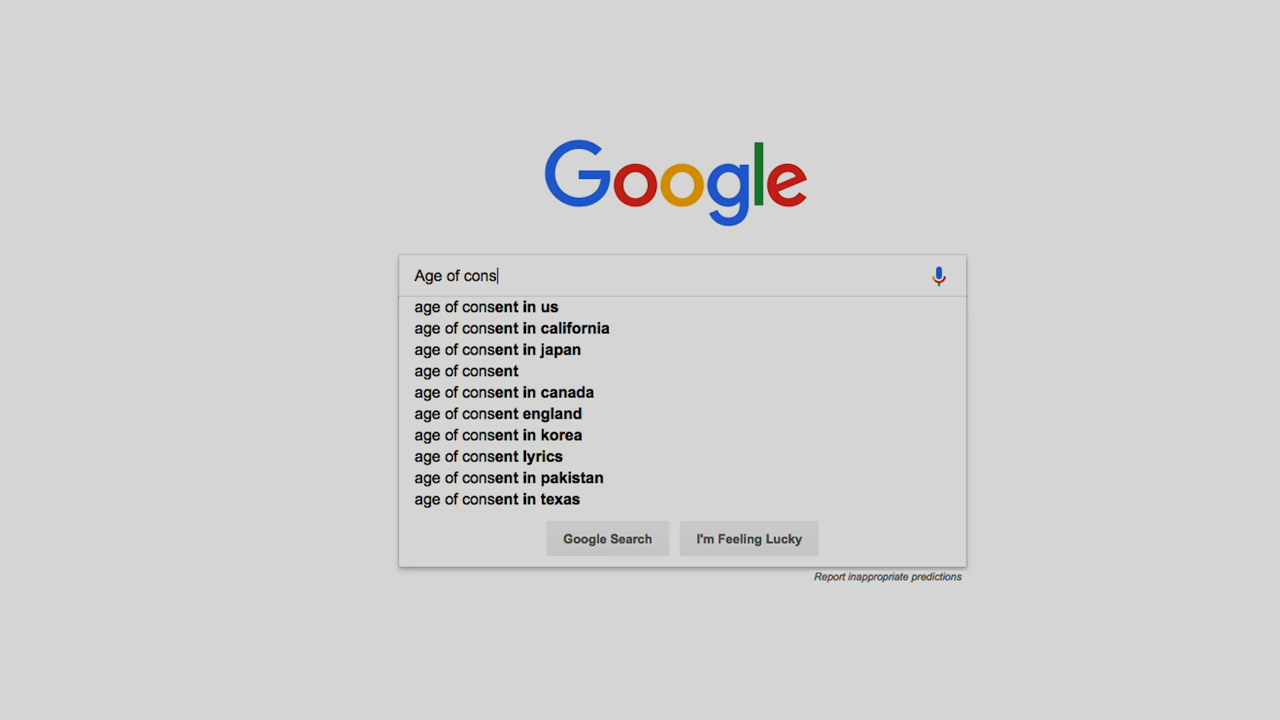 Google
Age of cons
age of consent in us
age of consent in california
age of consent in japan
age of consent
age of consent in canada
age of consent england
age of consent in korea
age of consent lyrics
age of consent in pakistan
age of consent in texas
Google Search I'm Feeling Lucky
Report inappropriate predictions